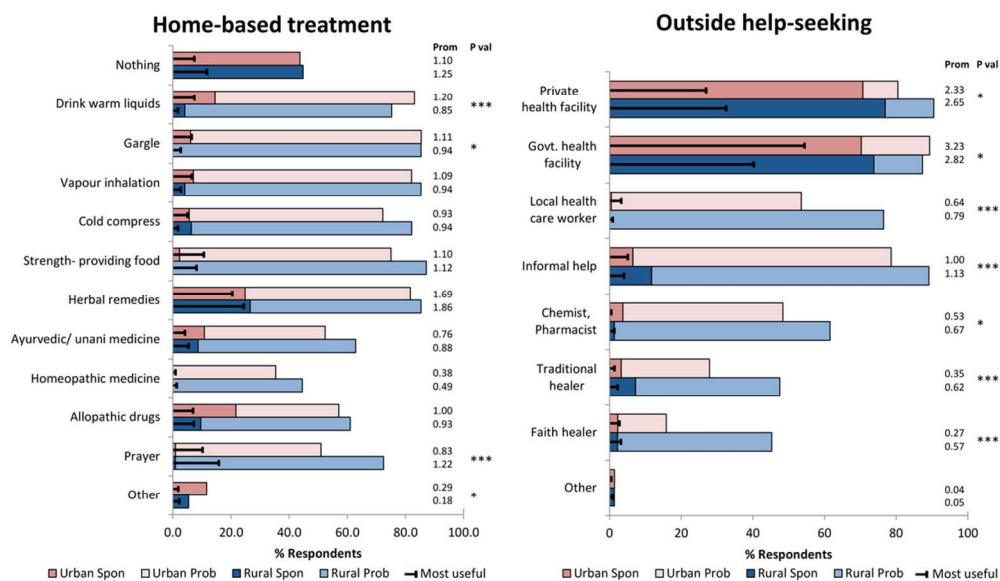 Home-based treatment
Prom P val
Nothing 1.10
1.25
Drink warm liquids 1.20 ***
0.85
Gargle 1.11 *
0.94
Vapour inhalation 1.09
0.94
Cold compress 0.93
0.94
Strength- providing food 1.10
1.12
Herbal remedies 1.69
1.86
Ayurvedic/ unani medicine 0.76
0.88
Homeopathic medicine 0.38
0.49
Allopathic drugs 1.00
0.93
Prayer 0.83 ***
1.22
Other 0.29 *
0.18
0.0 20.0 40.0 60.0 80.0 100.0
% Respondents
Urban Spon Urban Prob Rural Spon Rural Prob Most useful
Outside help-seeking
Prom P val
Private
health facility
2.33 *
2.65
Govt. health
facility
3.23 *
2.82
Local health
care worker
0.64 ***
0.79
Informal help 1.00 ***
1.13
Chemist,
Pharmacist
0.53 *
0.67
Traditional
healer
0.35 ***
0.62
Faith healer 0.27 ***
0.57
Other 0.04
0.05
0 20 40 60 80 100
% Respondents
Urban Spon Urban Prob Rural Spon Rural Prob Most useful